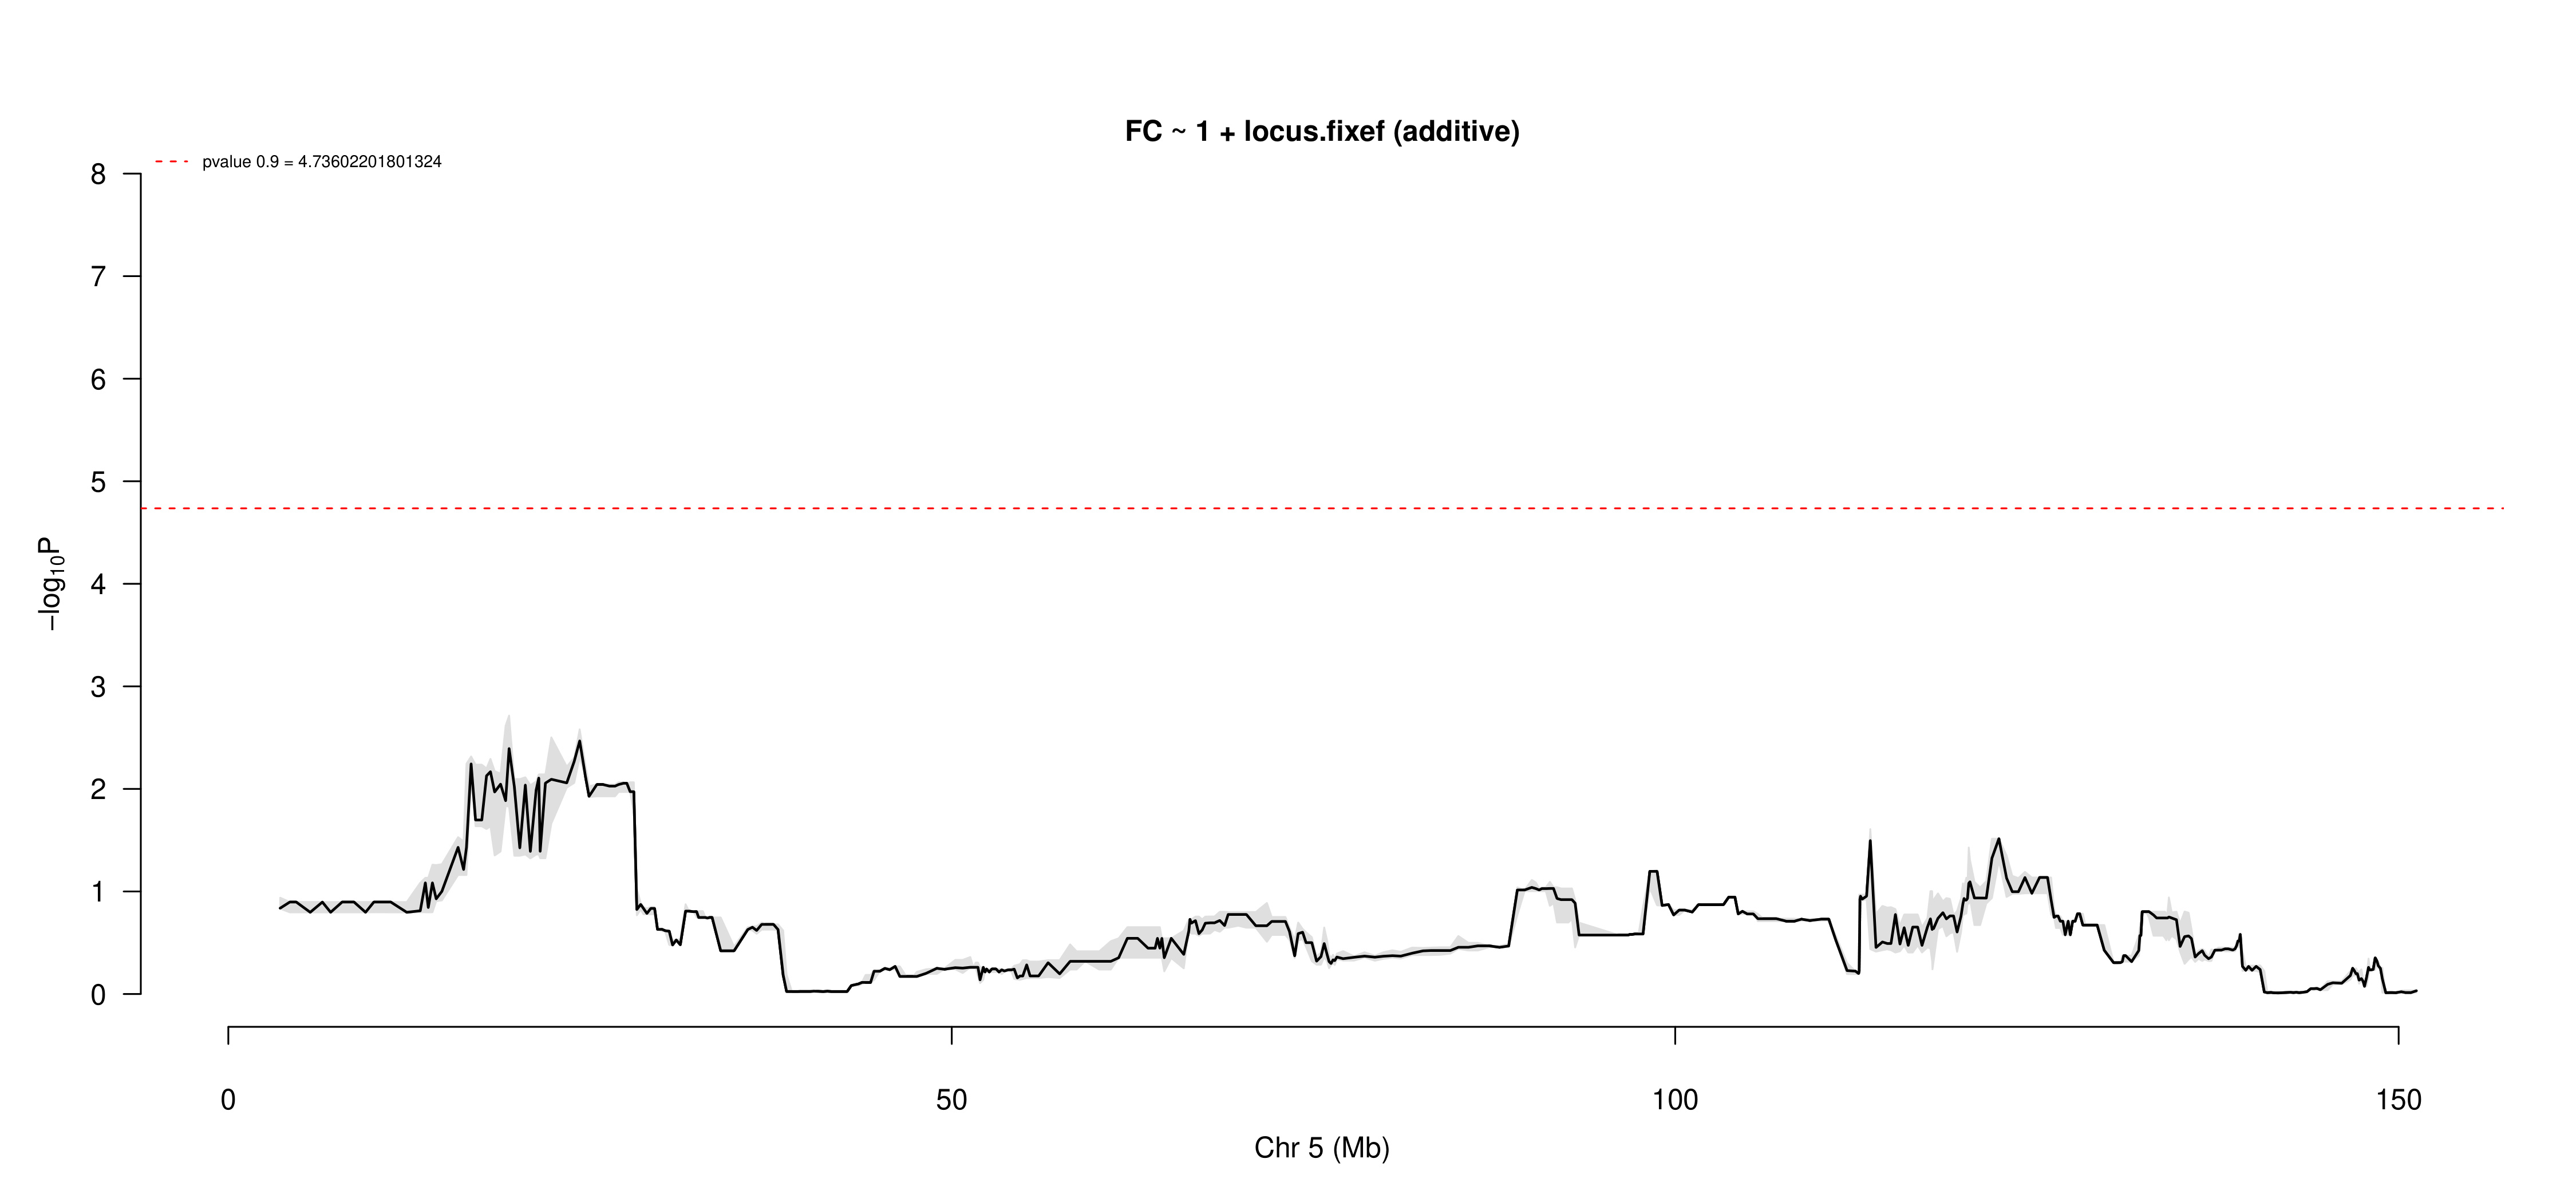 FC ~ 1 + locus.fixef (additive)
pvalue 0.9 = 4.73602201801324
8
7
6
5
4
3
2
1
0
−log10P
0 50 100 150
Chr 5 (Mb)